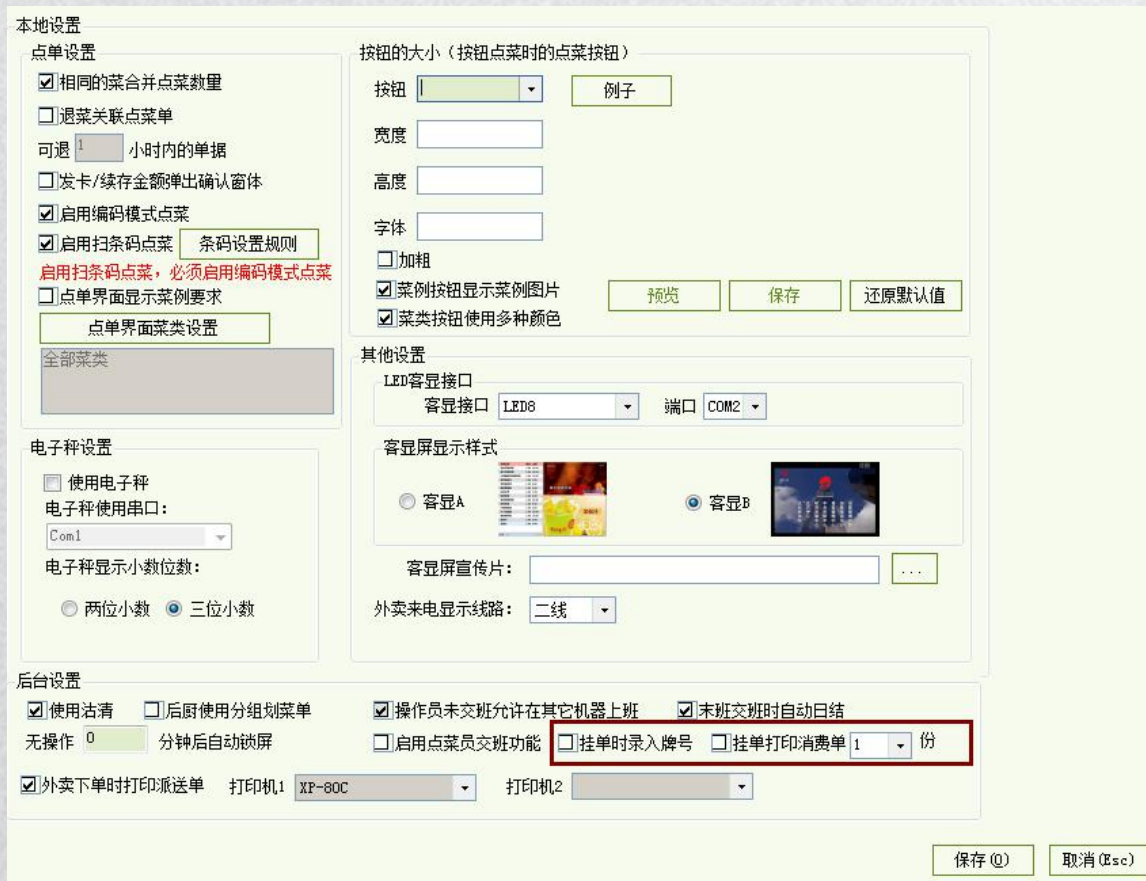 本地设置
点单设置
相同的菜合并点菜数量
退菜关联点菜单
可退 1 小时内的单据
发卡/续存金额弹出确认窗体
启用编码模式点菜
启用扫条码点菜 条码设置规则
启用扫条码点菜，必须启用编码模式点菜
点单界面显示菜例要求
点单界面菜类设置
全部菜类
按钮的大小（按钮点菜时的点菜按钮）
按钮 例子
宽度
高度
字体
加粗
菜例按钮显示菜例图片
菜类按钮使用多种颜色
预览 保存 还原默认值
电子秤设置
使用电子秤
电子秤使用串口：
Com1
电子秤显示小数位数：
两位小数 三位小数
其他设置
LED客显接口
客显接口 LED8 端口 COM2
客显屏显示样式
客显A 客显B
客显屏宣传片： ...
外卖来电显示线路： 二线
后台设置
使用沽清 后厨使用分组划菜单 操作员未交班允许在其它机器上班 末班交班时自动日结
无操作 0 分钟后自动锁屏 启用点菜员交班功能 挂单时录入牌号 挂单打印消费单 1 份
外卖下单时打印派送单 打印机1 XP-80C 打印机2
保存(Q) 取消(Esc)